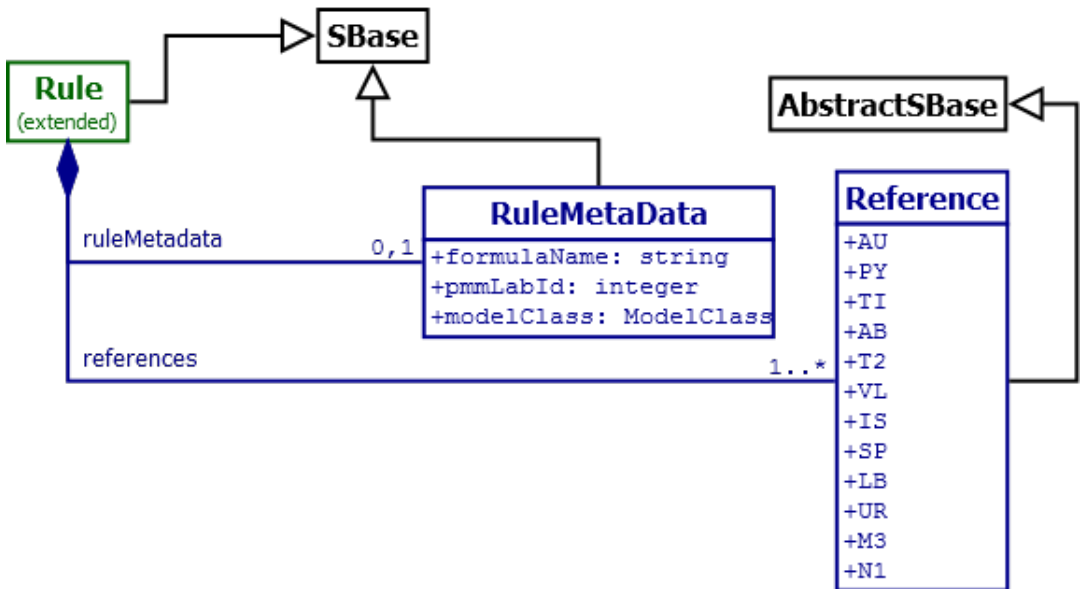 SBase
Rule
(extended)
AbstractSBase
RuleMetaData
+formulaName: string
+pmmLabId: integer
+modelClass: ModelClass
ruleMetadata
0,1
references
1..*
Reference
+AU
+PY
+TI
+AB
+T2
+VL
+IS
+SP
+LB
+UR
+M3
+N1